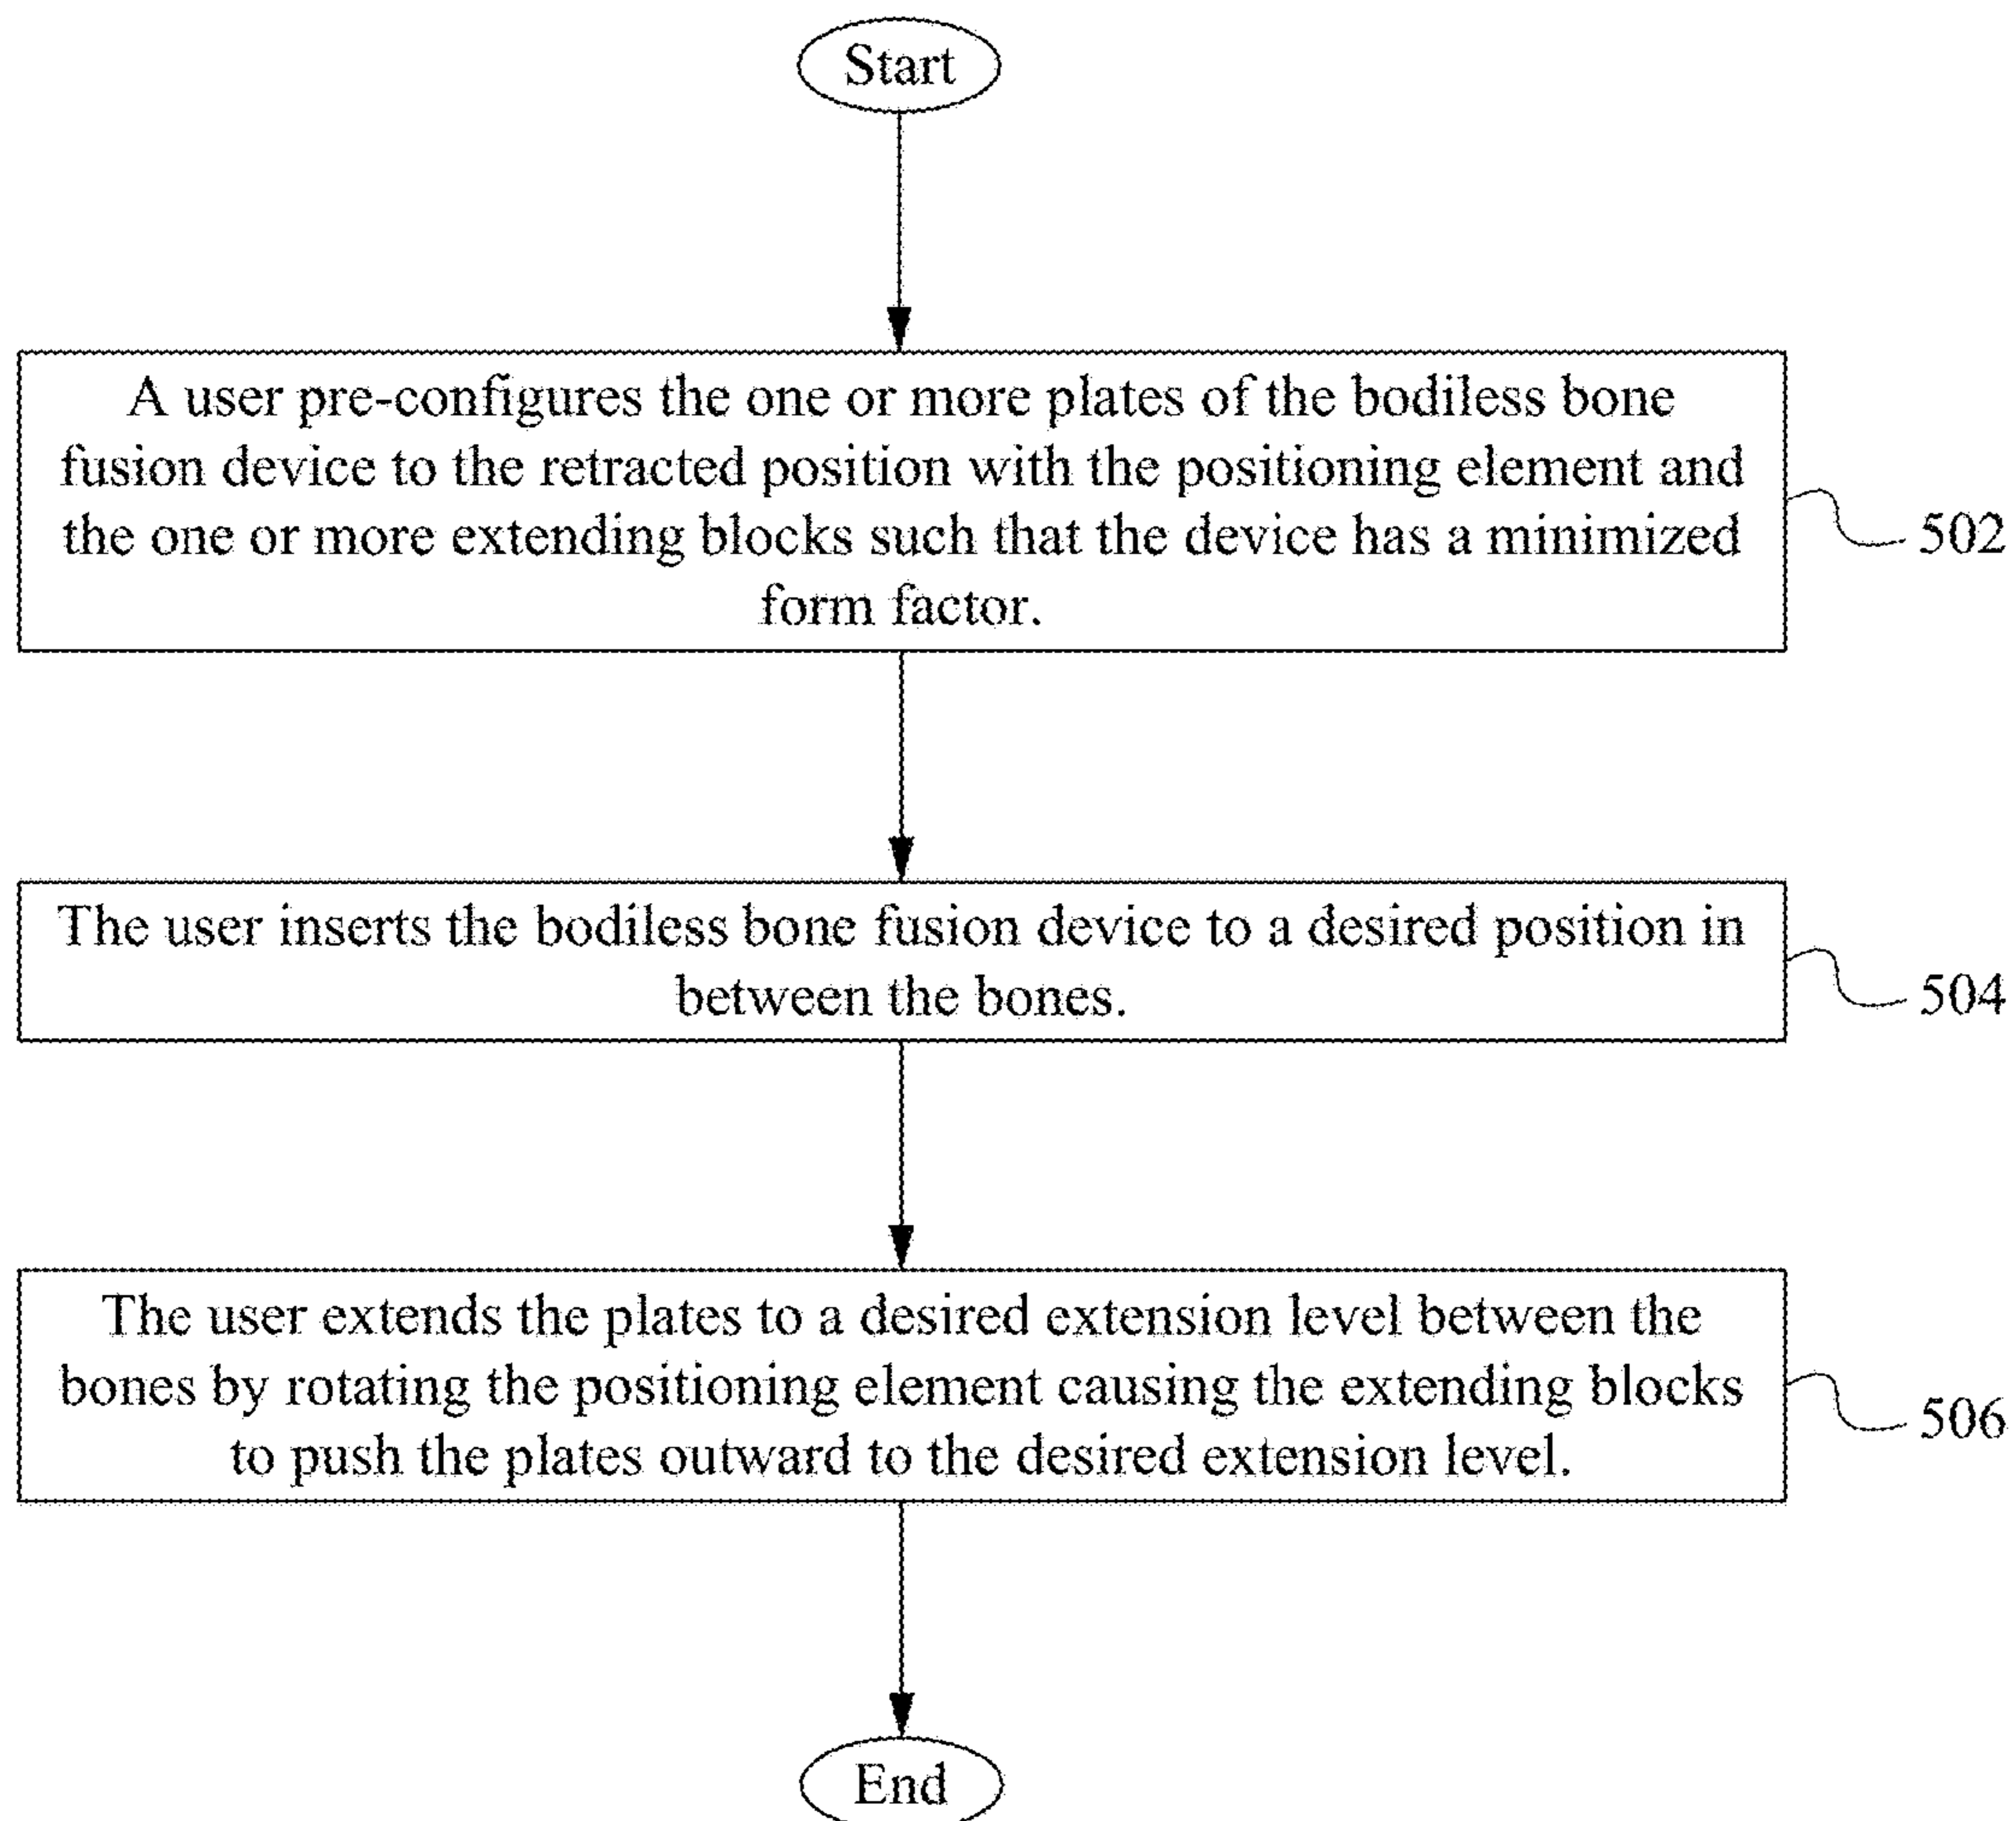 Start
A user pre-configures the one or more plates of the bodiless bone
fusion device to the retracted position with the positioning element and
the one or more extending blocks such that the device has a minimized
form factor.
502
The user inserts the bodiless bone fusion device to a desired position in
between the bones.
504
The user extends the plates to a desired extension level between the
bones by rotating the positioning element causing the extending blocks
to push the plates outward to the desired extension level.
506
End